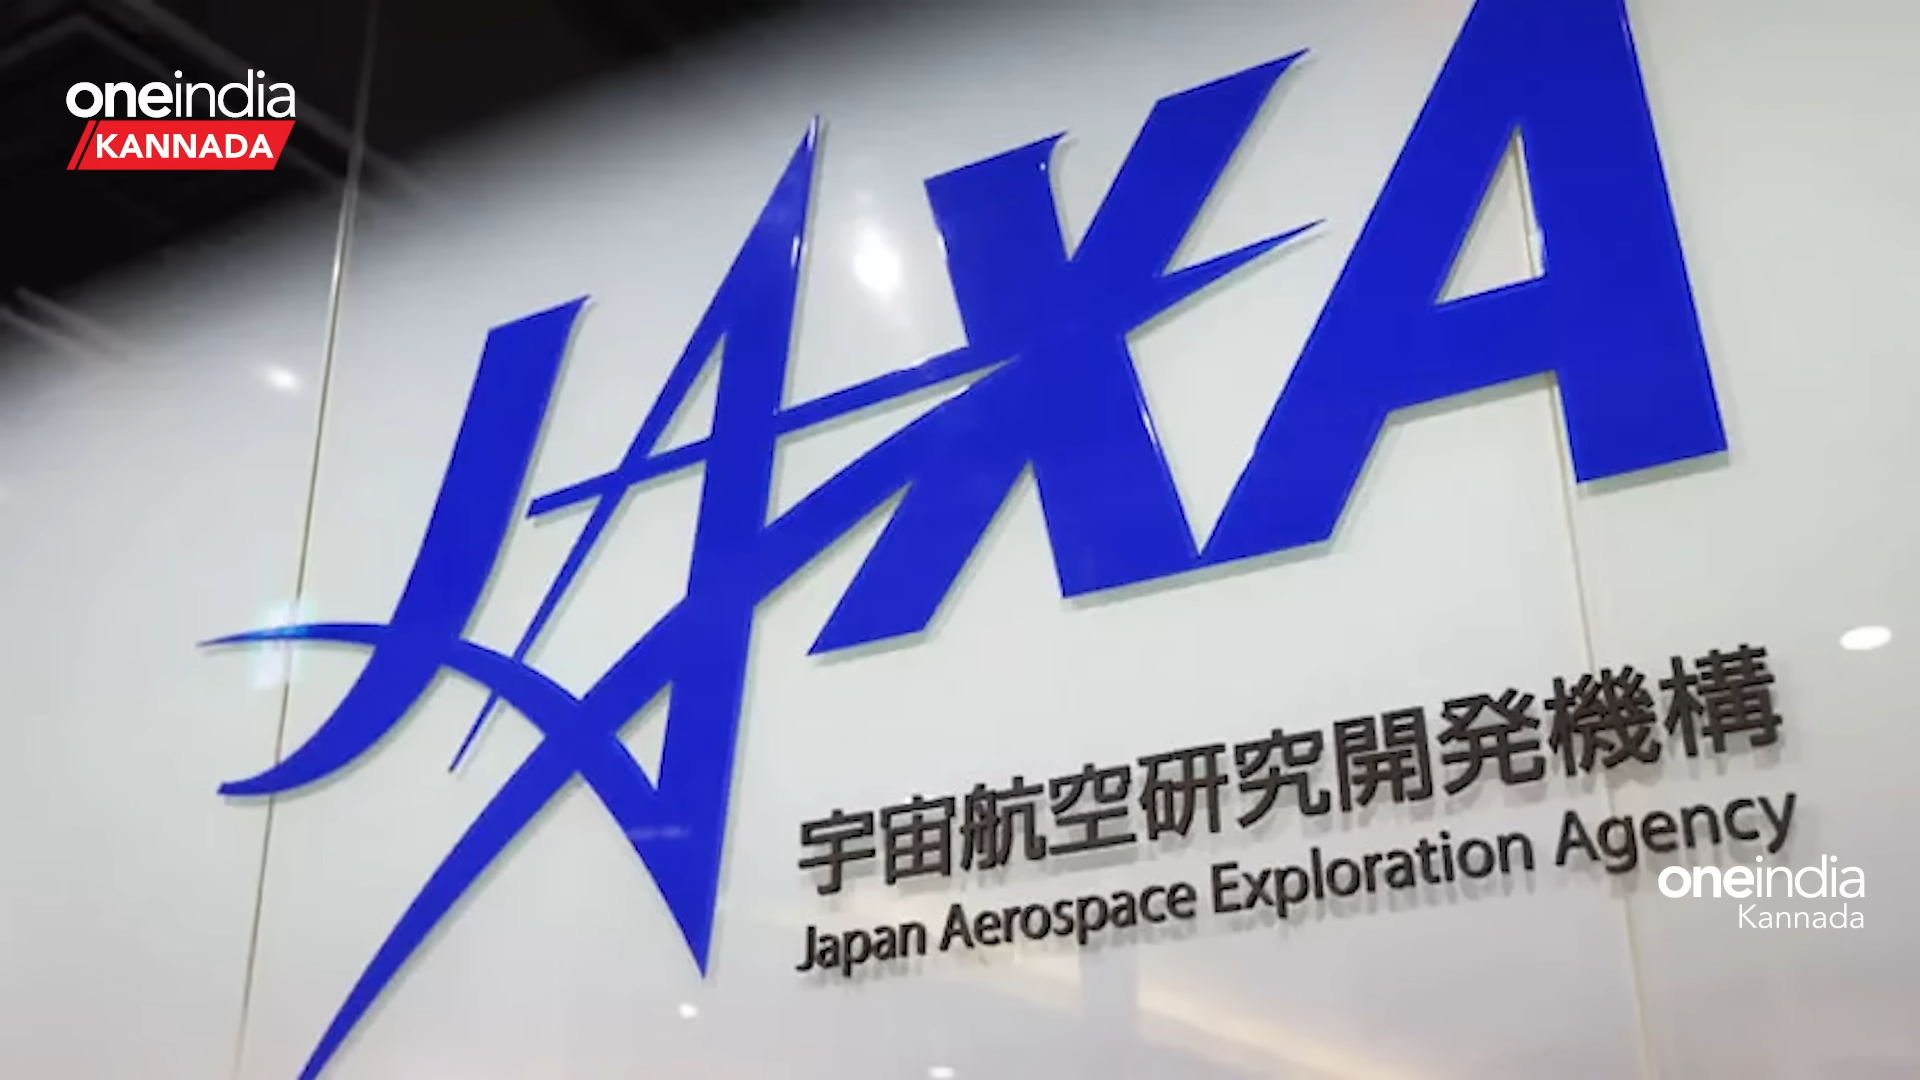 oneindia
KANNADA
JAXA
宇宙航空研究開発機構
Japan Aerospace Exploration Agency
oneindia
Kannada